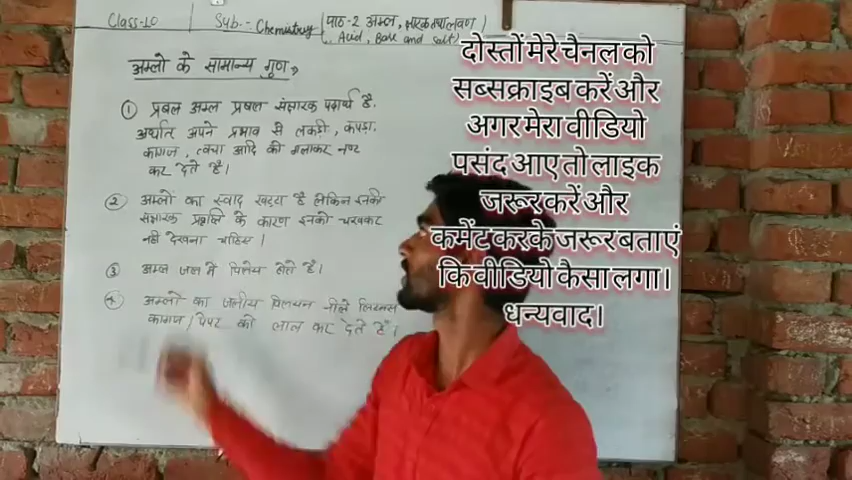 Class-10
Sub.- Chemistry
पाठ-2 अम्ल, क्षारक तथा लवण
Acid, Base and Salt
अम्लो के सामान्य गुण
① प्रबल अम्ल प्रबल संक्षारक पदार्थ है.
अर्थात अपने प्रभाव से लकड़ी, कपड़ा,
कागज, त्वचा आदि को गलाकर नष्ट
कर देते है।
② अम्लों का स्वाद खट्टा है लेकिन इनकी
संक्षारक प्रवृत्ति के कारण इनको चखकर
नही देखना चाहिए।
③ अम्ल जल में विलेय होते है।
④ अम्लों का जलीय विलयन नीले लिटमस
कागज/पेपर को लाल कर देते हैं।
दोस्तों मेरे चैनल को
सब्सक्राइब करें और
अगर मेरा वीडियो
पसंद आए तो लाइक
जरूर करें और
कमेंट करके जरूर बताएं
कि वीडियो कैसा लगा।
धन्यवाद।